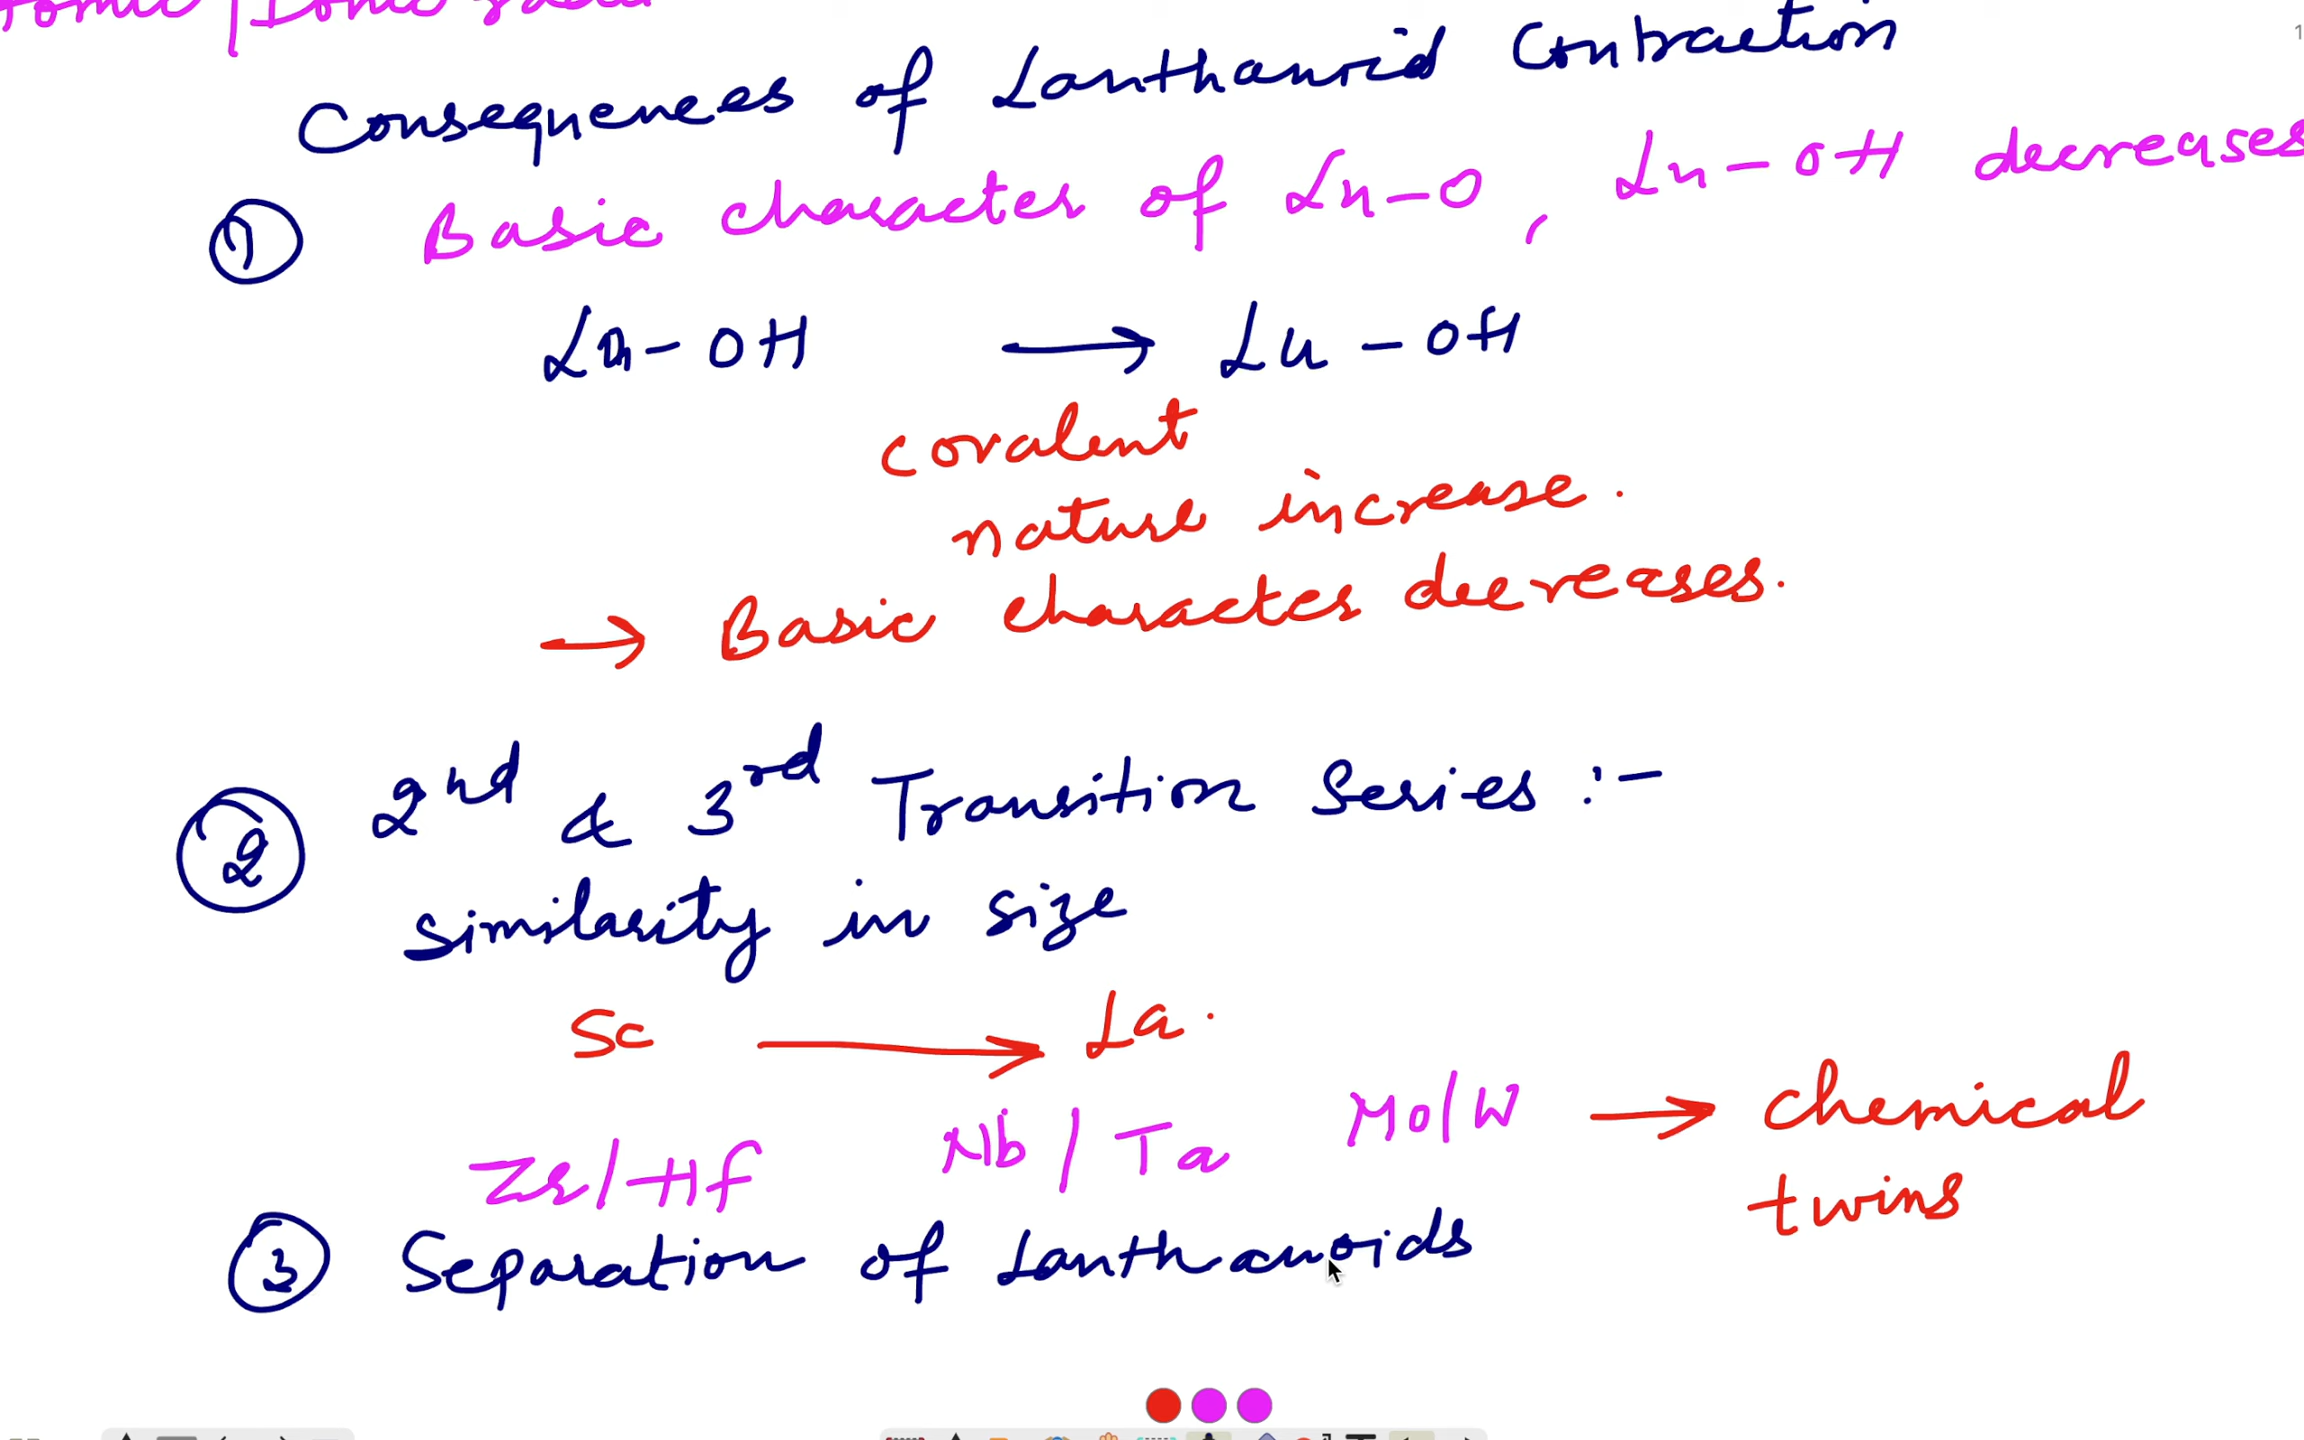 Consequences of Lanthanoid Contraction
① Basic character of Ln-O, Ln-OH decreases
Ln-OH → Lu-OH
covalent
nature increase.
→ Basic character decreases.
② 2nd & 3rd Transition Series :-
similarity in size
Sc → La.
Zr/Hf Nb/Ta Mo/W → chemical
twins
③ Separation of Lanthanoids